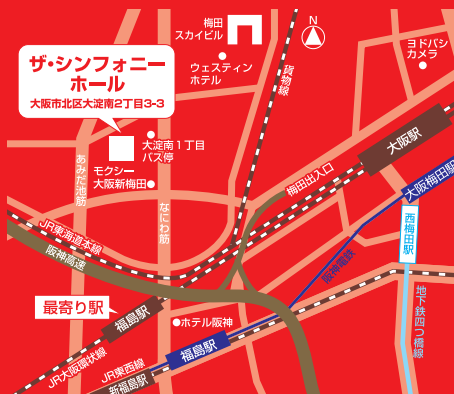 梅田
スカイビル
N
ヨドバシ
カメラ
ウェスティン
ホテル
貨物線
ザ・シンフォニー
ホール
大阪市北区大淀南2丁目3-3
大淀南1丁目
バス停
大阪駅
モクシー
大阪新梅田
あみだ池筋
なにわ筋
梅田出入口
大阪梅田駅
西梅田駅
JR東海道本線
阪神高速
阪神電鉄
地下鉄四つ橋線
最寄り駅
福島駅
ホテル阪神
福島駅
JR大阪環状線
JR東西線
新福島駅